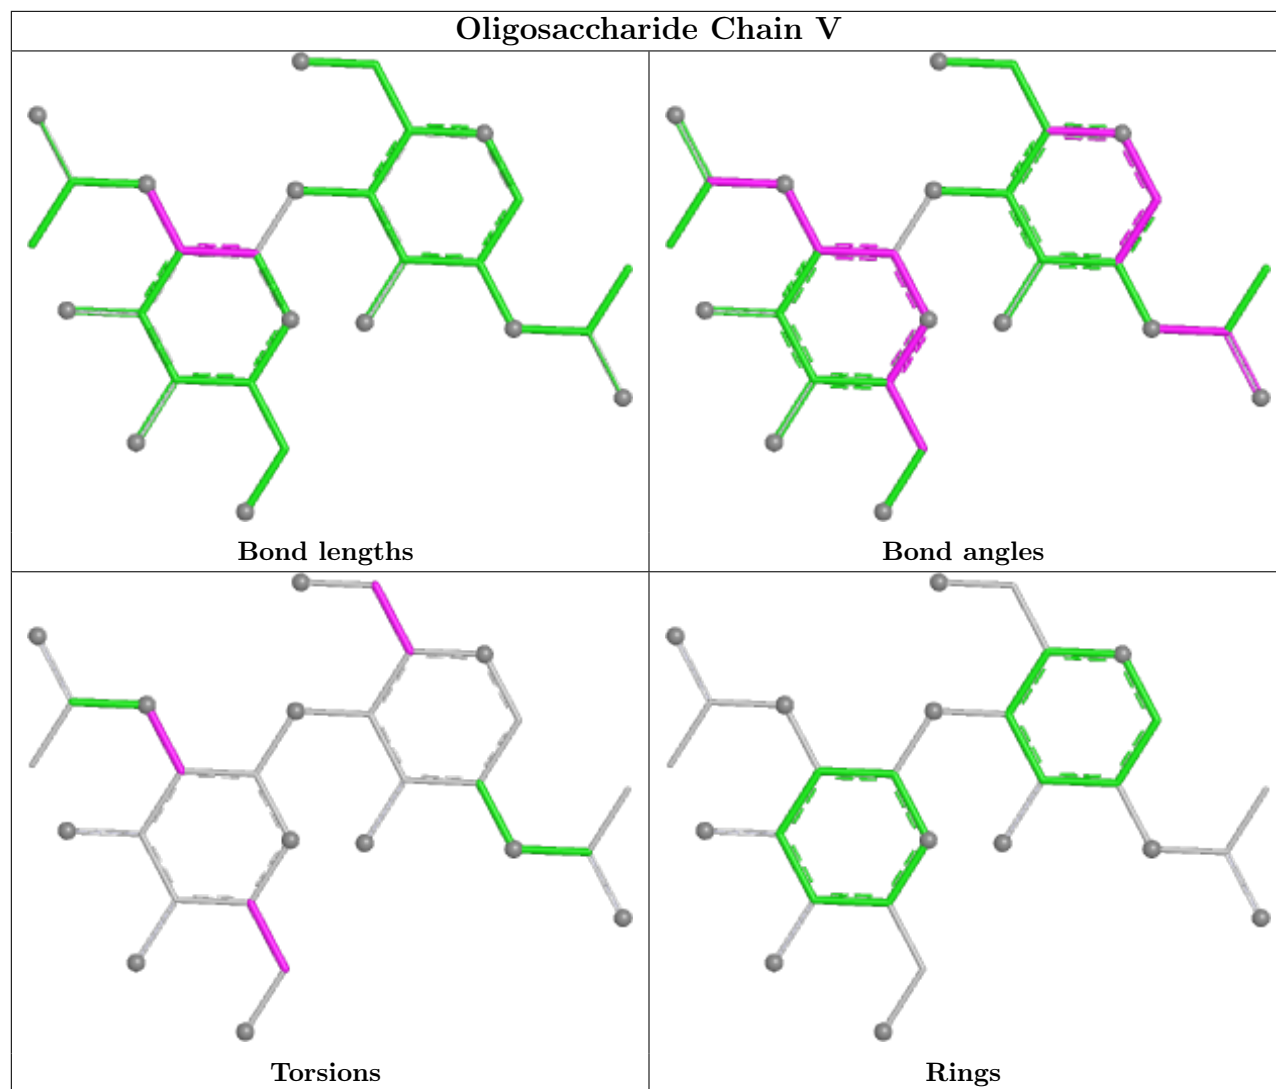 Oligosaccharide Chain V
Bond lengths
Bond angles
Torsions
Rings